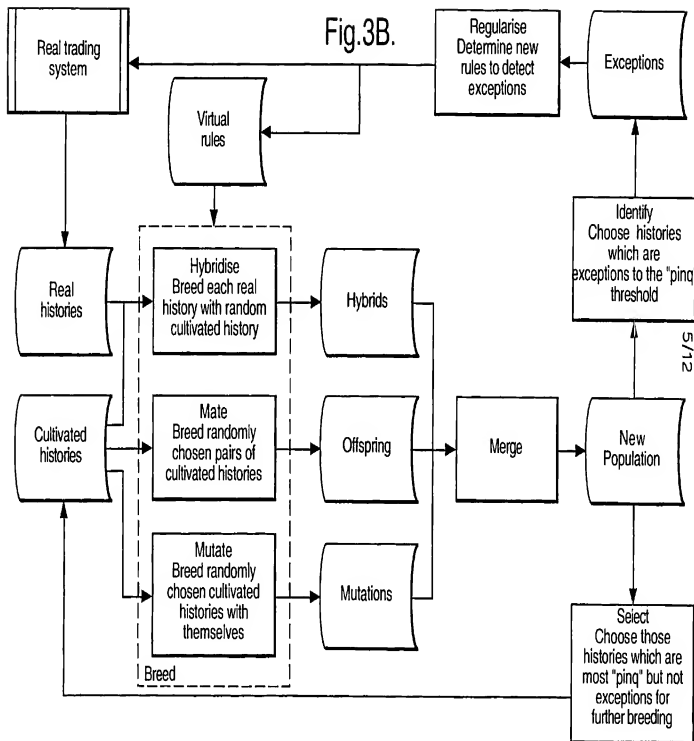 Fig.3B.
Real trading
system
Regularise
Determine new
rules to detect
exceptions
Exceptions
Virtual
rules
Identify
Choose histories
which are
exceptions to the "pinq"
threshold
5/12
Real
histories
Hybridise
Breed each real
history with random
cultivated history
Hybrids
Cultivated
histories
Mate
Breed randomly
chosen pairs of
cultivated histories
Offspring
Merge
New
Population
Mutate
Breed randomly
chosen cultivated
histories with
themselves
Mutations
Breed
Select
Choose those
histories which are
most "pinq" but not
exceptions for
further breeding